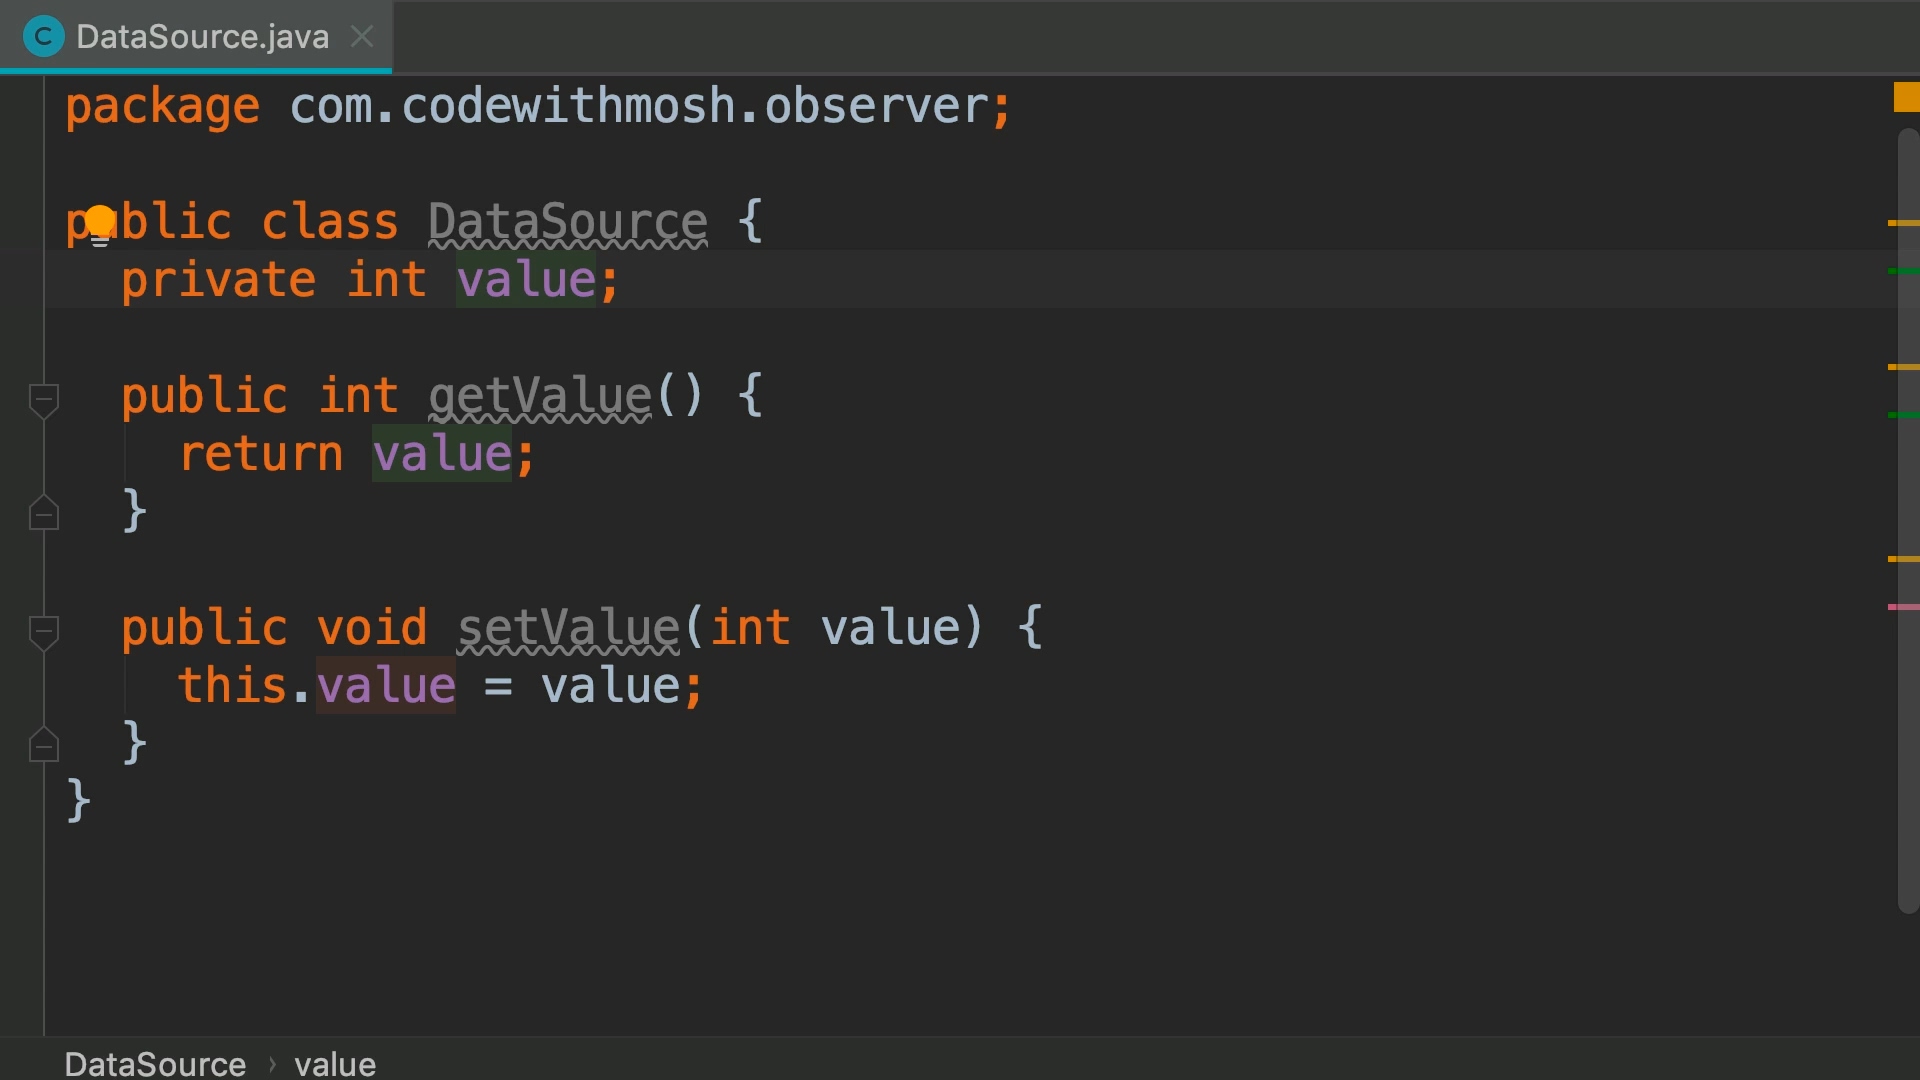 DataSource.java
package com.codewithmosh.observer;
public class DataSource {
private int value;
public int getValue() {
return value;
}
public void setValue(int value) {
this.value = value;
}
}
DataSource › value